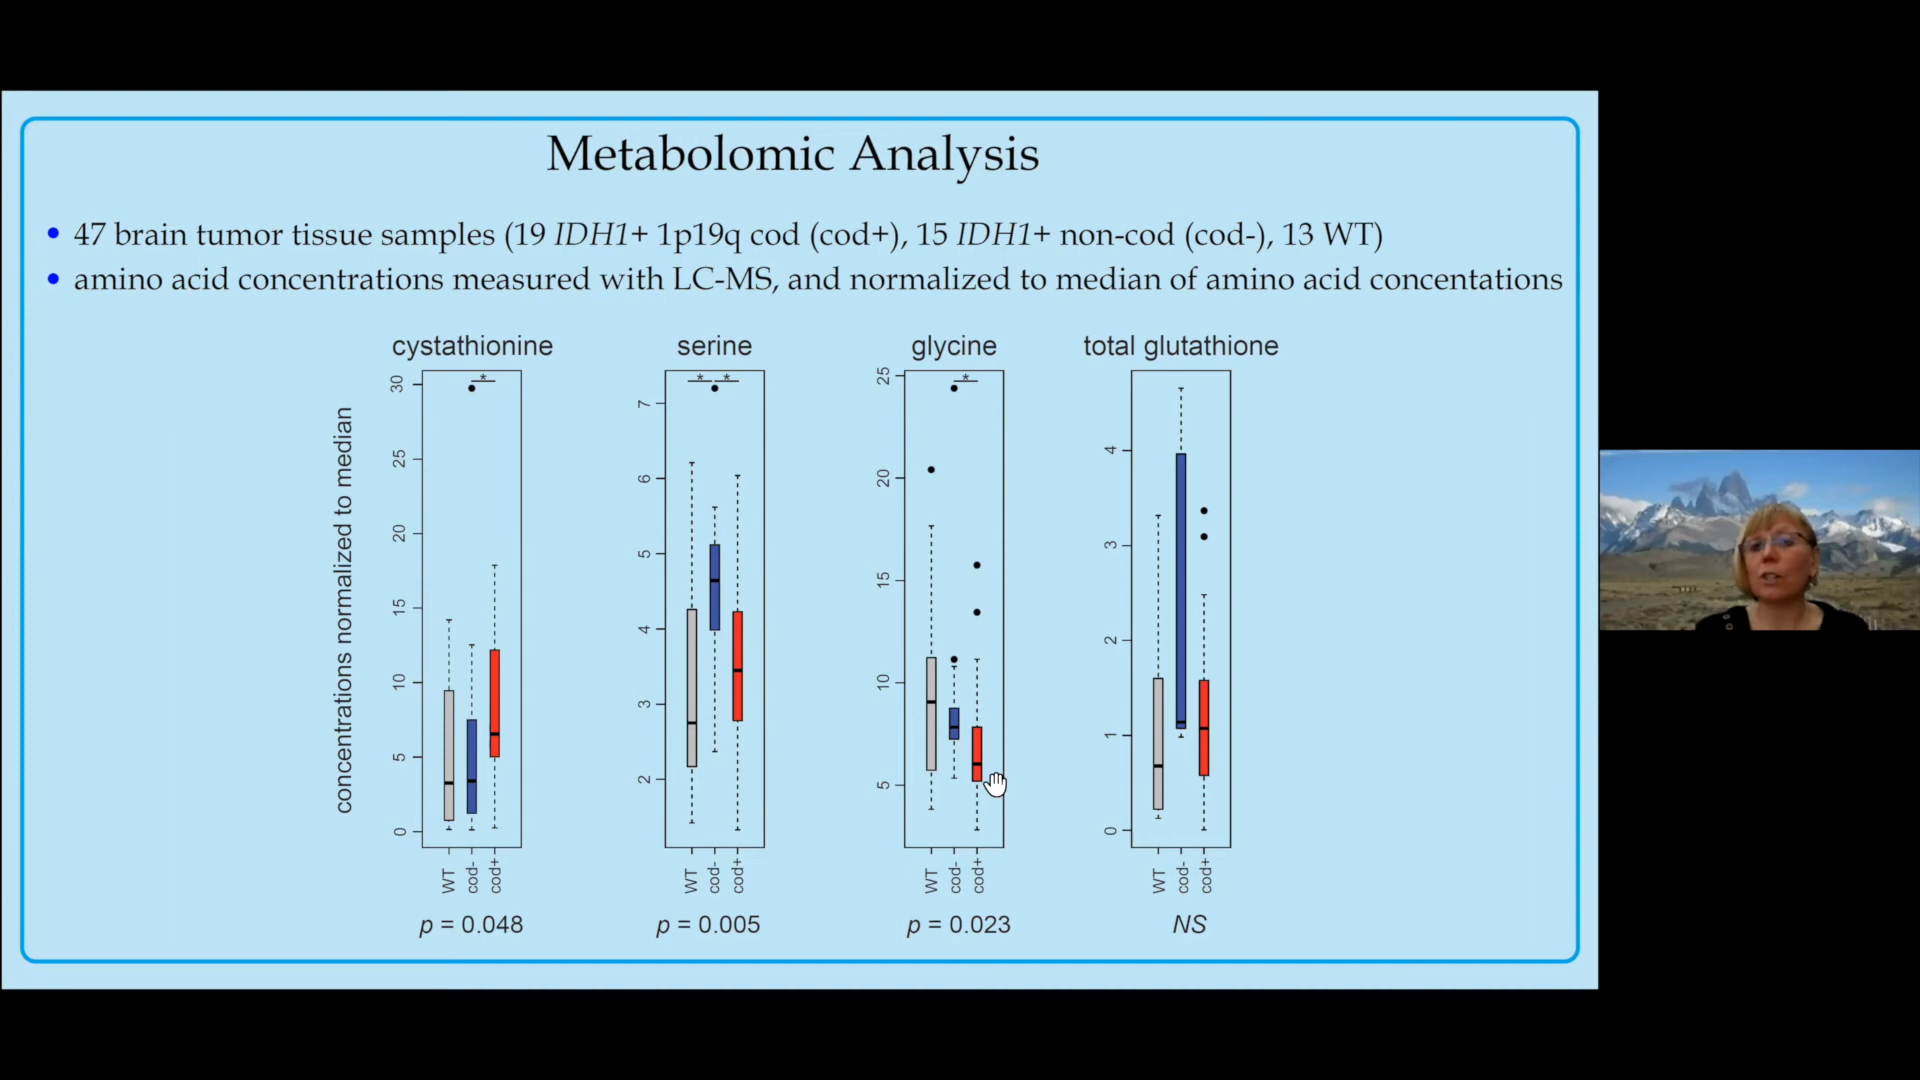 Metabolomic Analysis
• 47 brain tumor tissue samples (19 IDH1+ 1p19q cod (cod+), 15 IDH1+ non-cod (cod-), 13 WT)
• amino acid concentrations measured with LC-MS, and normalized to median of amino acid concentations
cystathionine serine glycine total glutathione
concentrations normalized to median
30
25
20
15
10
5
0
* 
WT cod- cod+
p = 0.048
7
6
5
4
3
2
* *
WT cod- cod+
p = 0.005
25
20
15
10
5
*
WT cod- cod+
p = 0.023
4
3
2
1
0
WT cod- cod+
NS